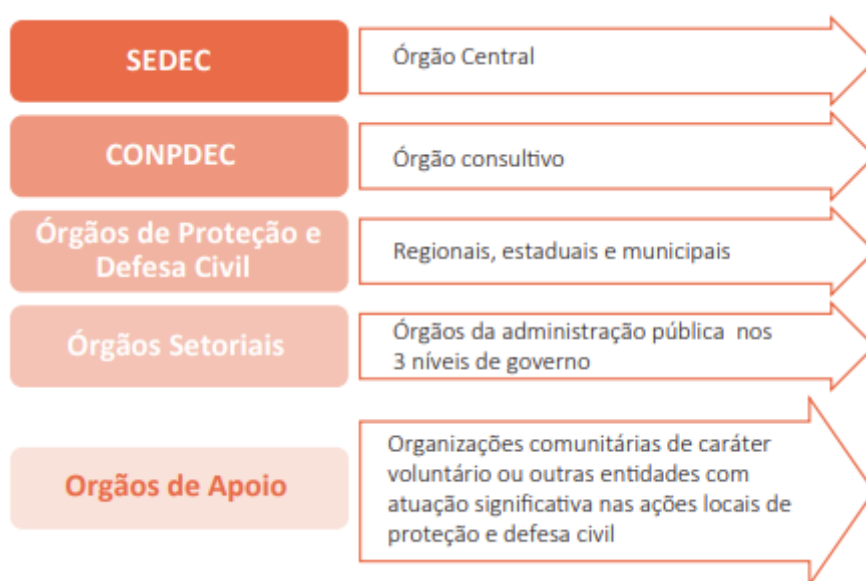 SEDEC
Órgão Central
CONPDEC
Órgão consultivo
Órgãos de Proteção e
Defesa Civil
Regionais, estaduais e municipais
Órgãos Setoriais
Órgãos da administração pública nos
3 níveis de governo
Orgãos de Apoio
Organizações comunitárias de caráter
voluntário ou outras entidades com
atuação significativa nas ações locais de
proteção e defesa civil